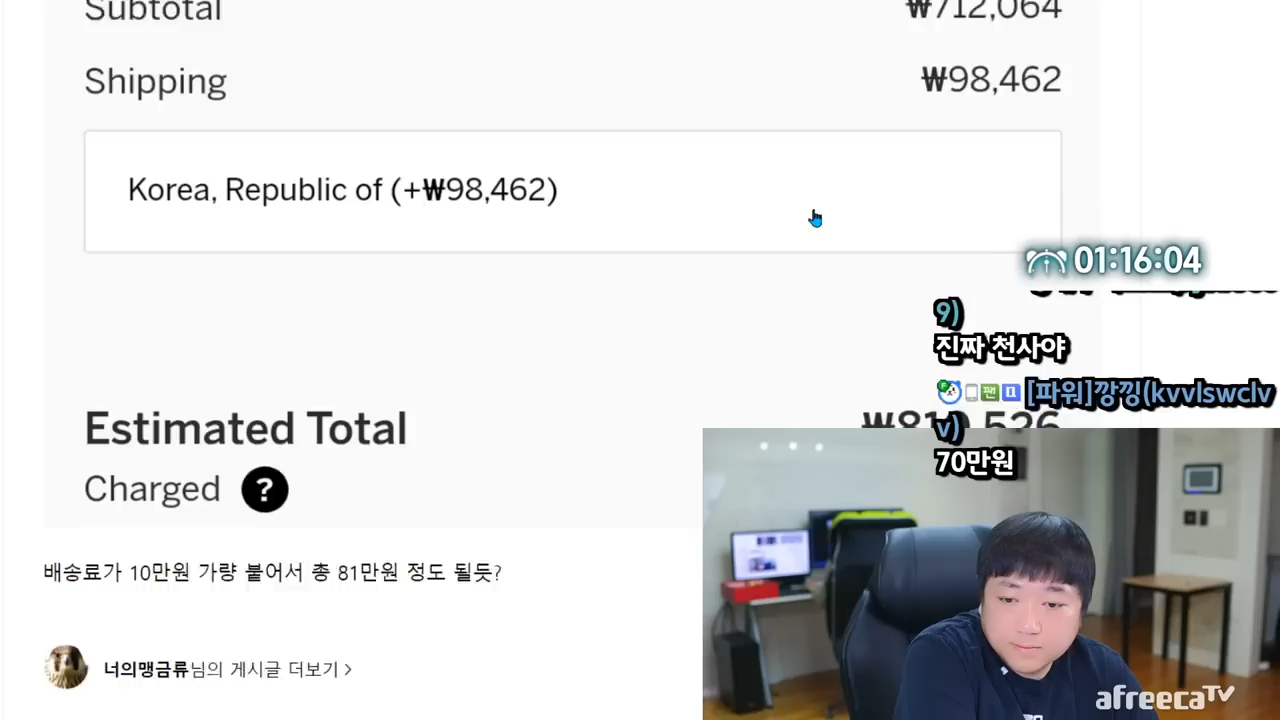 Subtotal
₩712,064
Shipping
₩98,462
Korea, Republic of (+₩98,462)
01:16:04
9)
진짜 천사야
[파워]깡낑(kvvlswclv
v)
70만원
Estimated Total
Charged ?
배송료가 10만원 가량 붙어서 총 81만원 정도 될듯?
너의맹금류님의 게시글 더보기 >
afreecaTV